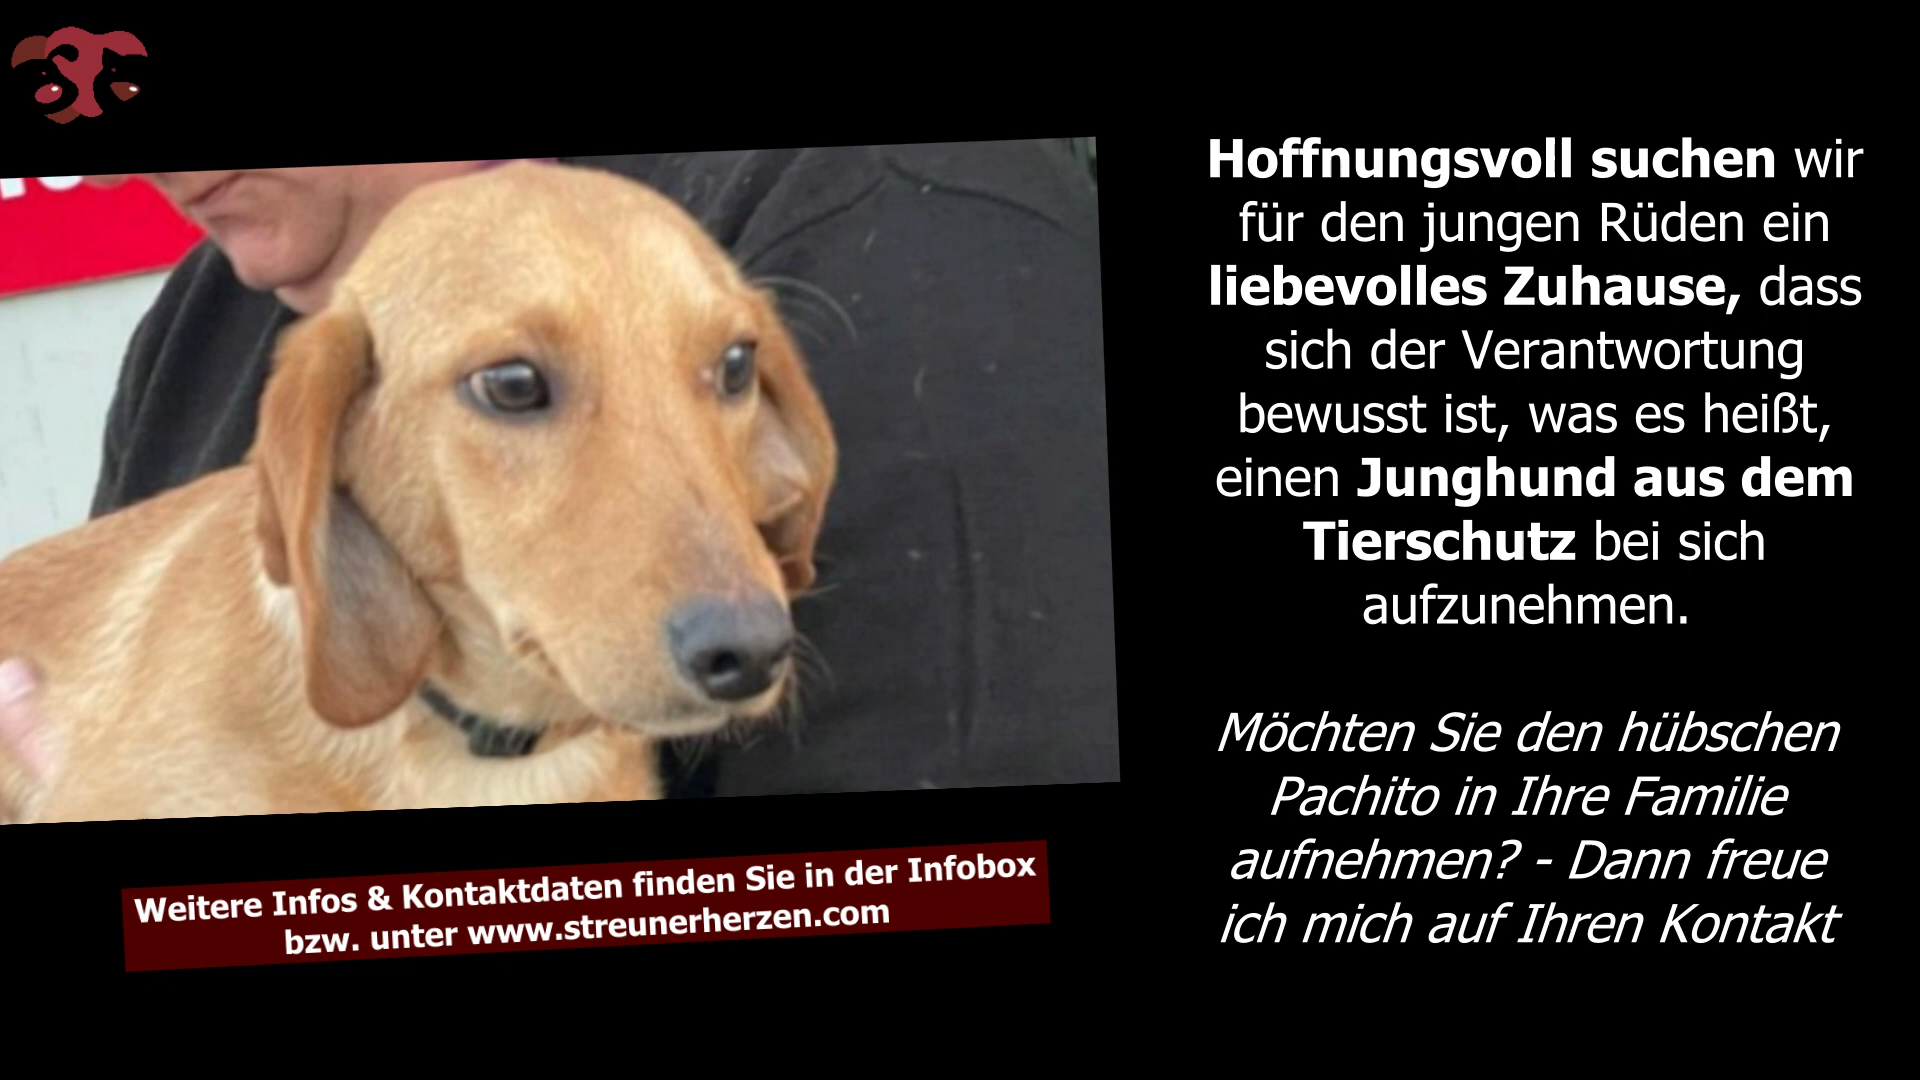 Hoffnungsvoll suchen wir
für den jungen Rüden ein
liebevolles Zuhause, dass
sich der Verantwortung
bewusst ist, was es heißt,
einen Junghund aus dem
Tierschutz bei sich
aufzunehmen.
Möchten Sie den hübschen
Pachito in Ihre Familie
aufnehmen? - Dann freue
ich mich auf Ihren Kontakt
Weitere Infos & Kontaktdaten finden Sie in der Infobox
bzw. unter www.streunerherzen.com